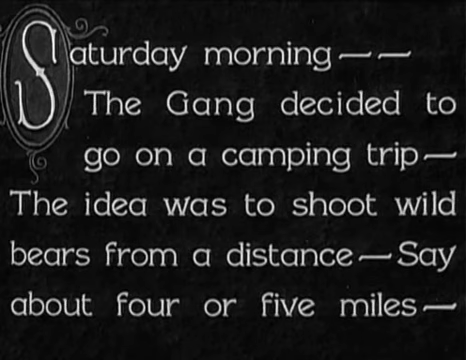 Saturday morning — —
The Gang decided to
go on a camping trip —
The idea was to shoot wild
bears from a distance — Say
about four or five miles —